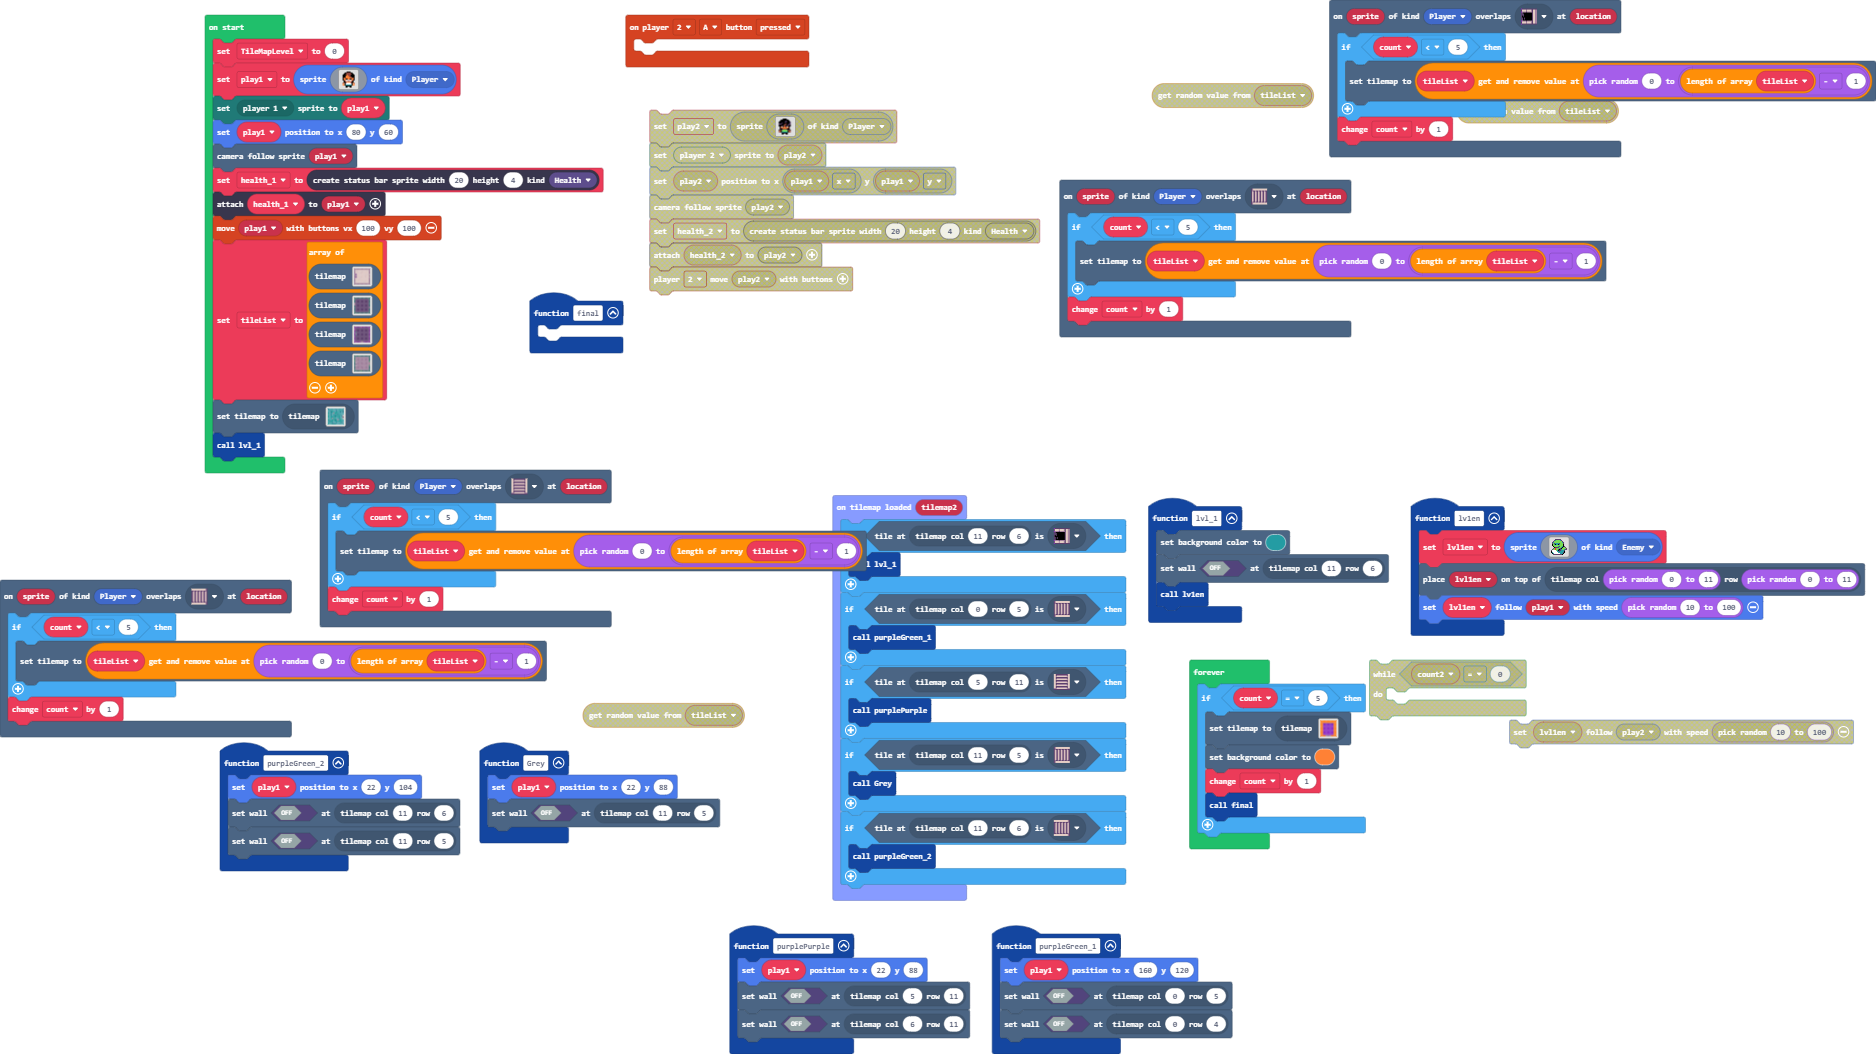 on start
set TileMapLevel to 0
set play1 to sprite of kind Player
set player 1 sprite to play1
set play1 position to x 80 y 60
camera follow sprite play1
set health_1 to create status bar sprite width 20 height 4 kind Health
attach health_1 to play1
move play1 with buttons vx 100 vy 100
set tileList to array of
tilemap
tilemap
tilemap
tilemap
set tilemap to tilemap
call lvl_1
on player 2 A button pressed
set play2 to sprite of kind Player
set player 2 sprite to play2
set play2 position to x play1 x y play1 y
camera follow sprite play2
set health_2 to create status bar sprite width 20 height 4 kind Health
attach health_2 to play2
player 2 move play2 with buttons
function final
get random value from tileList
on sprite of kind Player overlaps at location
if count < 5 then
set tilemap to tileList get and remove value at pick random 0 to length of array tileList - 1
value from tileList
change count by 1
on sprite of kind Player overlaps at location
if count < 5 then
set tilemap to tileList get and remove value at pick random 0 to length of array tileList - 1
change count by 1
on sprite of kind Player overlaps at location
if count < 5 then
set tilemap to tileList get and remove value at pick random 0 to length of array tileList - 1
change count by 1
on sprite of kind Player overlaps at location
if count < 5 then
set tilemap to tileList get and remove value at pick random 0 to length of array tileList - 1
change count by 1
get random value from tileList
on tilemap loaded tilemap2
tile at tilemap col 11 row 6 is then
lvl_1
if tile at tilemap col 0 row 5 is then
call purpleGreen_1
if tile at tilemap col 5 row 11 is then
call purplePurple
if tile at tilemap col 11 row 5 is then
call Grey
if tile at tilemap col 11 row 6 is then
call purpleGreen_2
function lvl_1
set background color to
set wall OFF at tilemap col 11 row 6
call lvlen
function lvlen
set lvlen to sprite of kind Enemy
place lvlen on top of tilemap col pick random 0 to 11 row pick random 0 to 11
set lvlen follow play1 with speed pick random 10 to 100
forever
if count = 5 then
set tilemap to tilemap
set background color to
change count by 1
call final
while count2 = 0
do
set lvlen follow play2 with speed pick random 10 to 100
function purpleGreen_2
set play1 position to x 22 y 104
set wall OFF at tilemap col 11 row 6
set wall OFF at tilemap col 11 row 5
function Grey
set play1 position to x 22 y 88
set wall OFF at tilemap col 11 row 5
function purplePurple
set play1 position to x 22 y 88
set wall OFF at tilemap col 5 row 11
set wall OFF at tilemap col 6 row 11
function purpleGreen_1
set play1 position to x 160 y 120
set wall OFF at tilemap col 0 row 5
set wall OFF at tilemap col 0 row 4